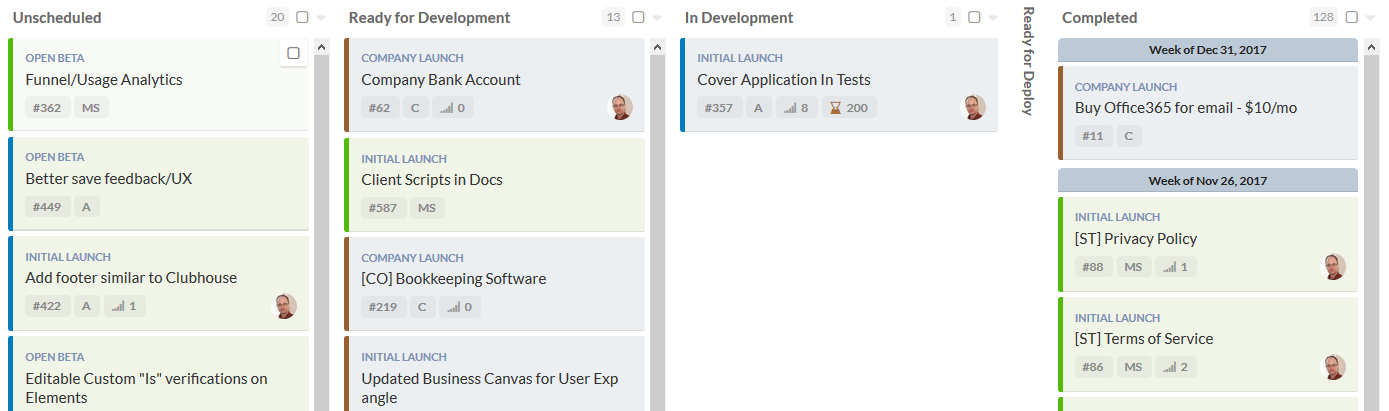 Unscheduled 20
OPEN BETA
Funnel/Usage Analytics
#362 MS
OPEN BETA
Better save feedback/UX
#449 A
INITIAL LAUNCH
Add footer similar to Clubhouse
#422 A 1
OPEN BETA
Editable Custom "Is" verifications on
Elements
Ready for Development 13
COMPANY LAUNCH
Company Bank Account
#62 C 0
INITIAL LAUNCH
Client Scripts in Docs
#587 MS
COMPANY LAUNCH
[CO] Bookkeeping Software
#219 C 0
INITIAL LAUNCH
Updated Business Canvas for User Exp
angle
In Development 1
INITIAL LAUNCH
Cover Application In Tests
#357 A 8 200
Ready for Deploy
Completed 128
Week of Dec 31, 2017
COMPANY LAUNCH
Buy Office365 for email - $10/mo
#11 C
Week of Nov 26, 2017
INITIAL LAUNCH
[ST] Privacy Policy
#88 MS 1
INITIAL LAUNCH
[ST] Terms of Service
#86 MS 2